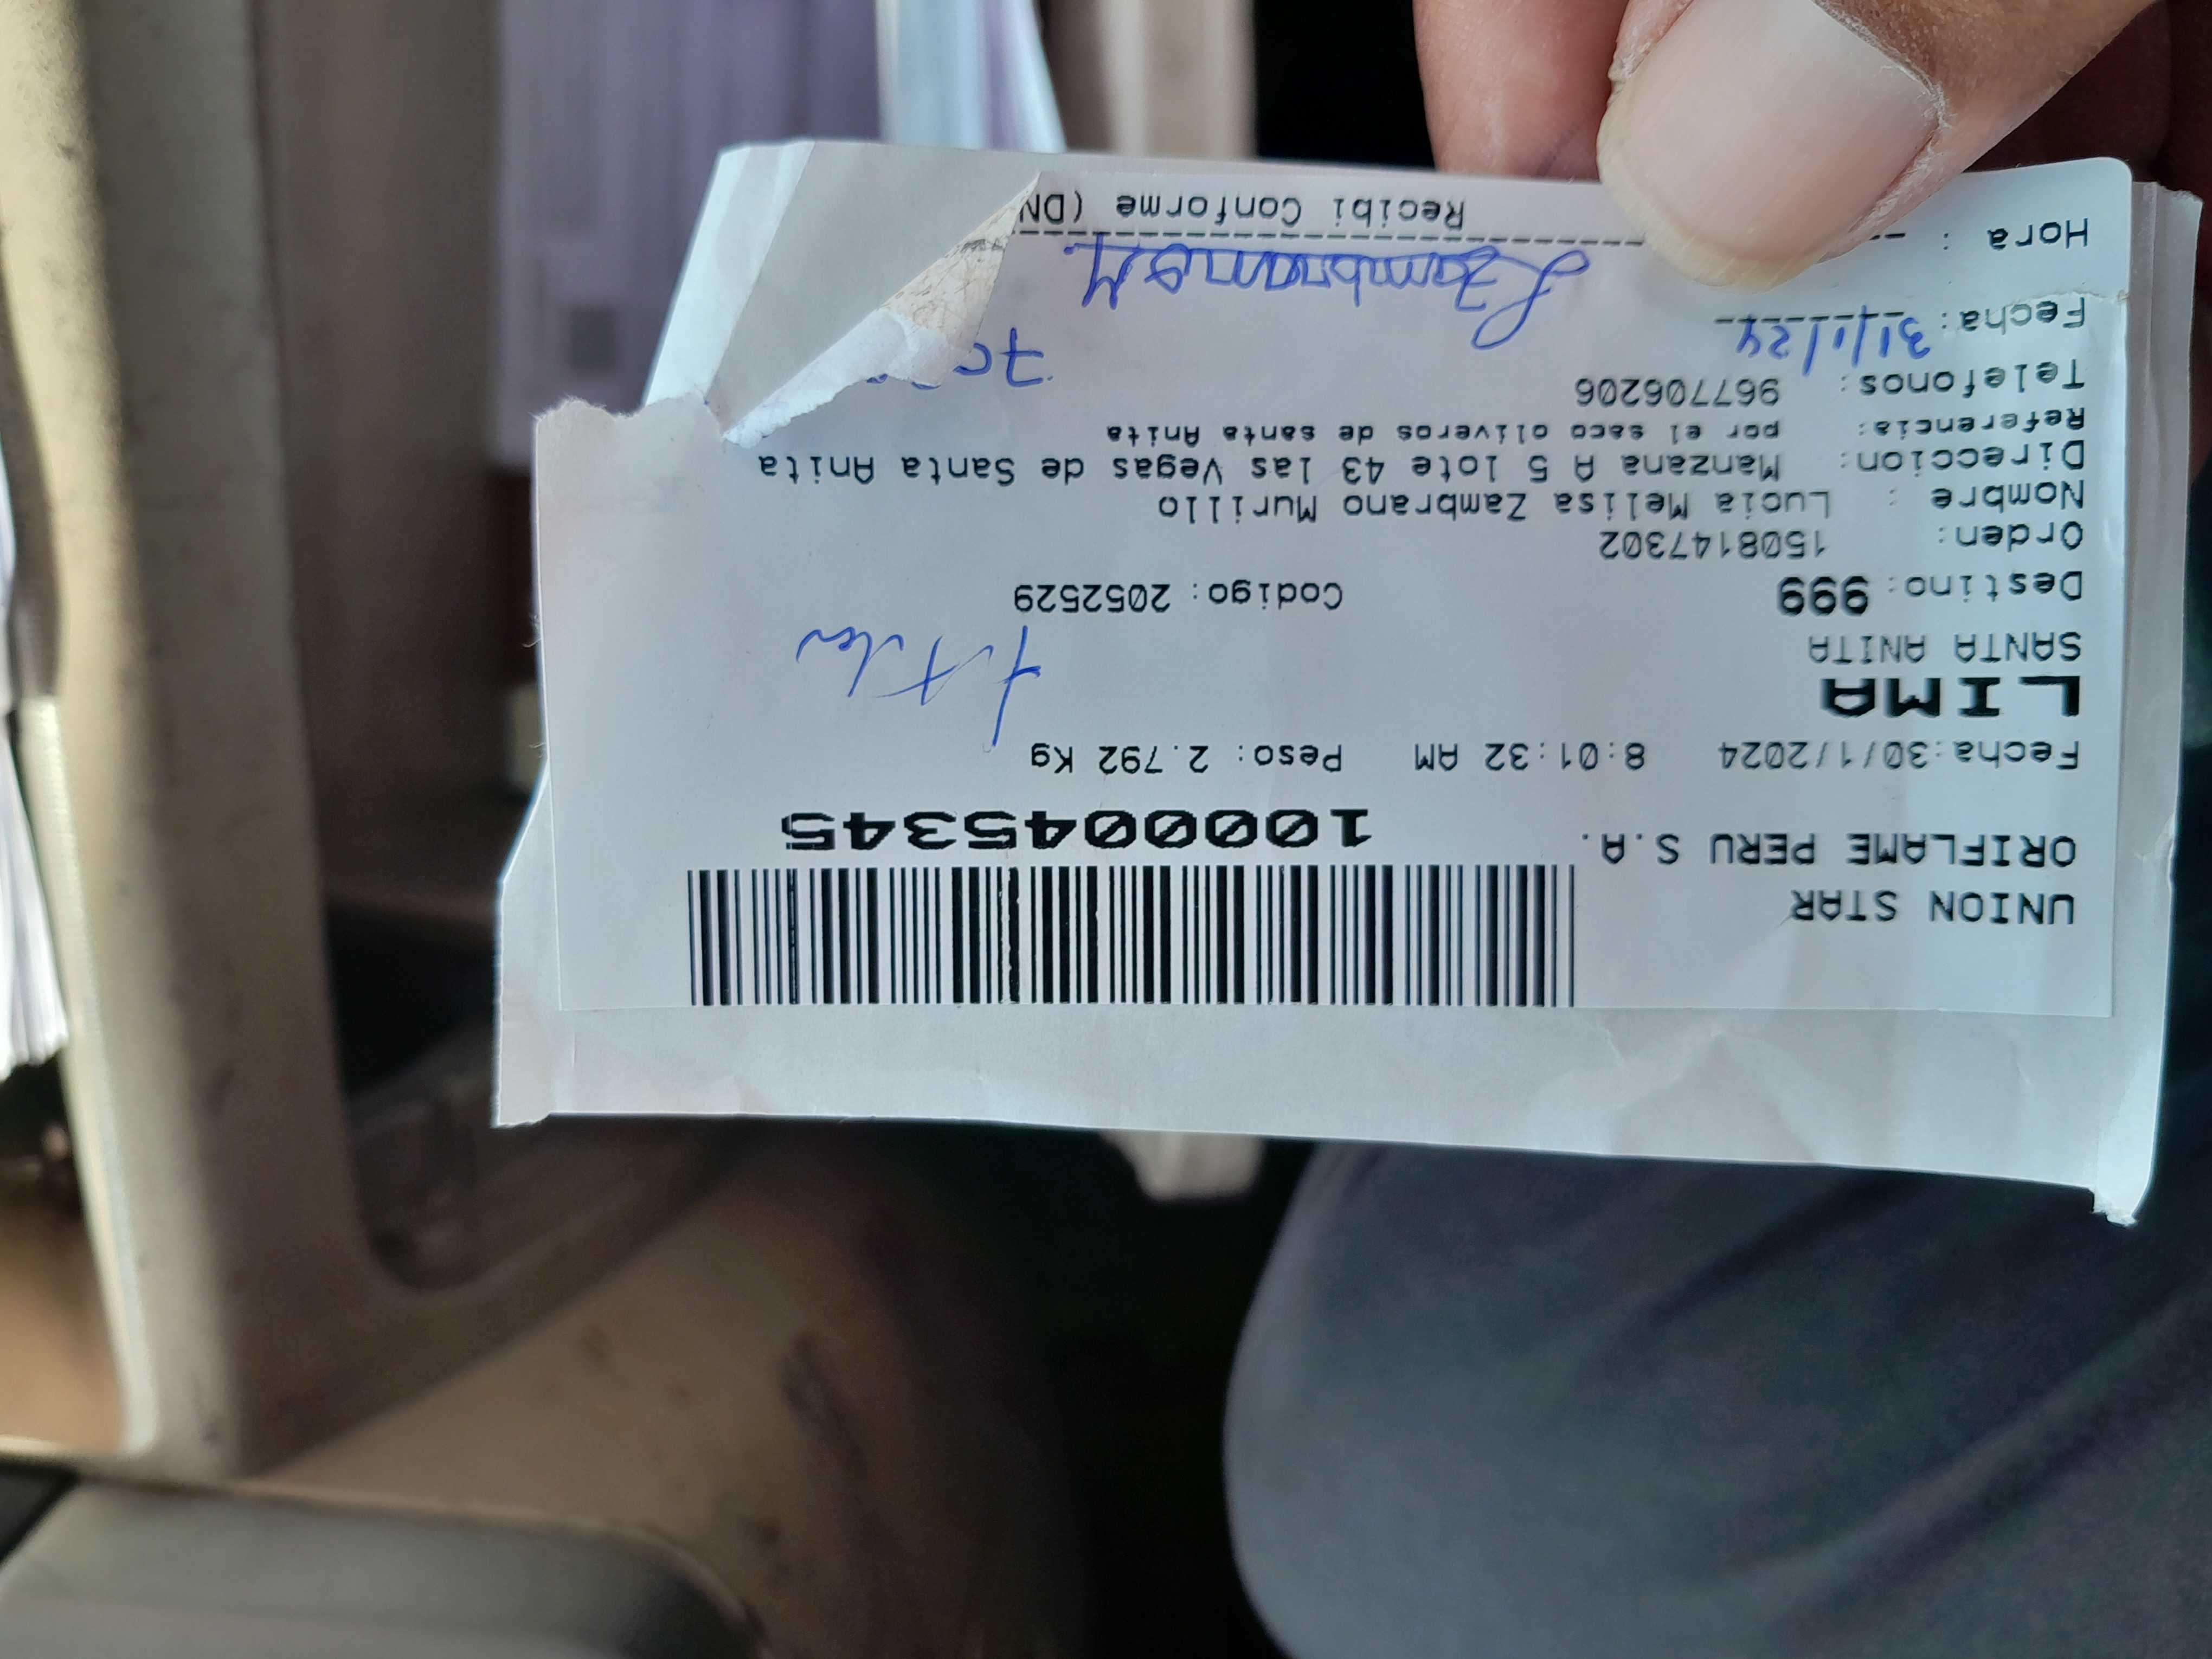 UNION STAR
ORIFLAME PERU S.A.
1000045345
Fecha:30/1/2024 8:01:32 AM Peso: 2.792 Kg
LIMA
SANTA ANITA
Destino: 999 Codigo: 2052529
Orden: 1508147302
Nombre : Lucia Melisa Zambrano Murillo
Direccion: Manzana A 5 lote 43 las Vegas de Santa Anita
Referencia: por el saco oliveros de santa Anita
Telefonos: 967706206
Fecha: 31/1/24
Zambrano M.
Hora :
Recibi Conforme (DN